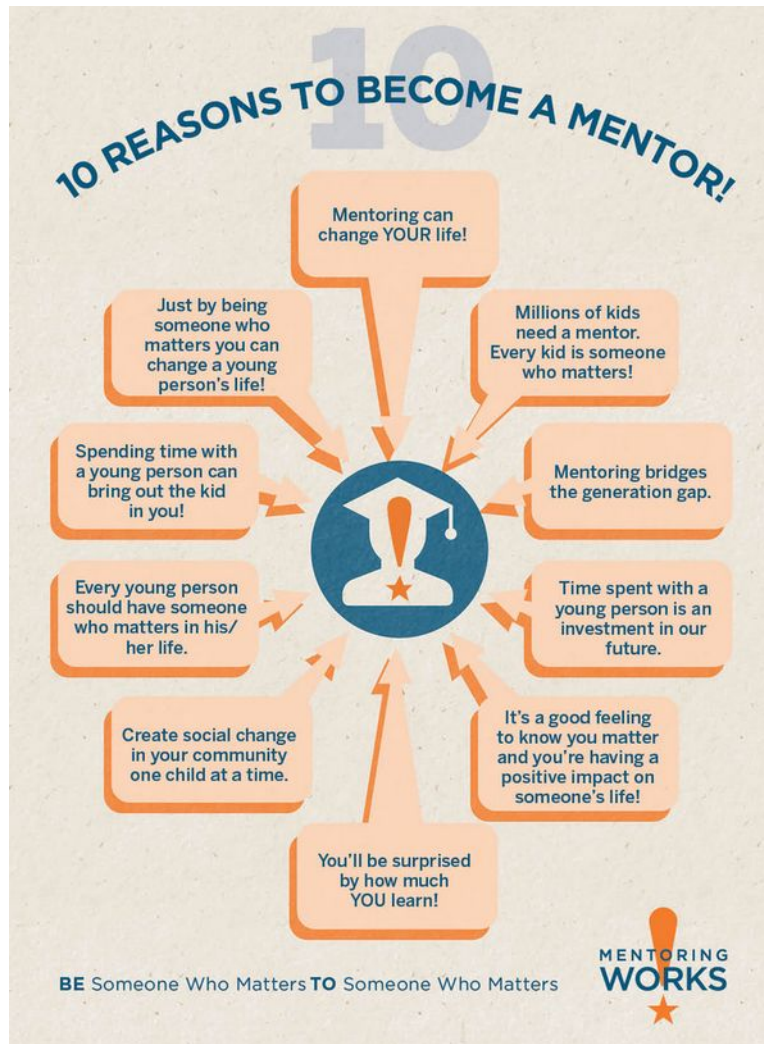 10
10 REASONS TO BECOME A MENTOR!
Mentoring can
change YOUR life!
Just by being
someone who
matters you can
change a young
person's life!
Millions of kids
need a mentor.
Every kid is someone
who matters!
Spending time with
a young person can
bring out the kid
in you!
Mentoring bridges
the generation gap.
Every young person
should have someone
who matters in his/
her life.
Time spent with a
young person is an
investment in our
future.
Create social change
in your community
one child at a time.
It's a good feeling
to know you matter
and you're having a
positive impact on
someone's life!
You'll be surprised
by how much
YOU learn!
BE Someone Who Matters TO Someone Who Matters
MENTORING
WORKS